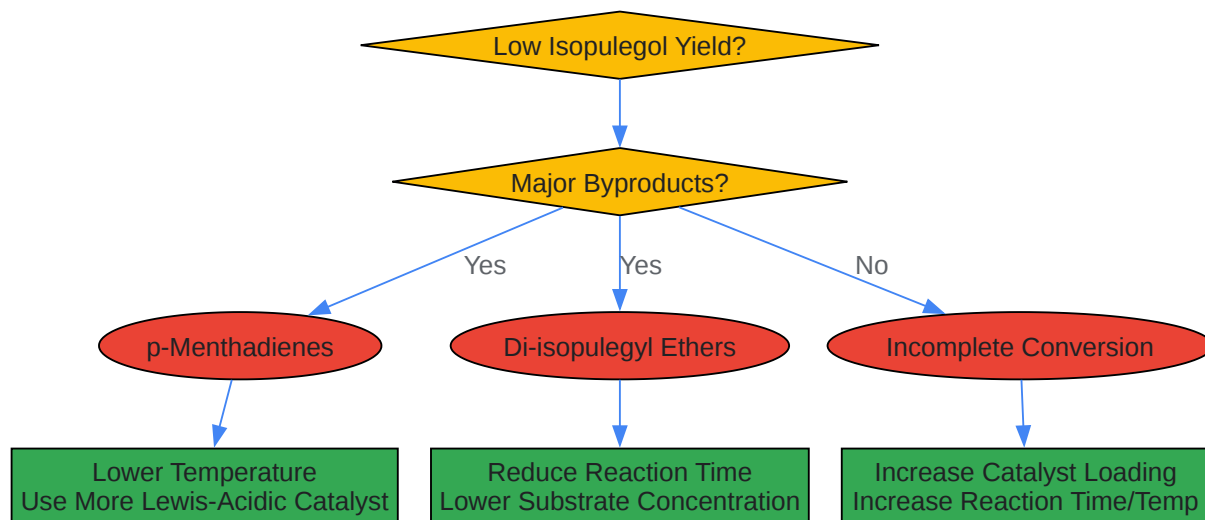 Low Isopulegol Yield?
Major Byproducts?
Yes
Yes
No
p-Menthadienes
Di-isopulegyl Ethers
Incomplete Conversion
Lower Temperature
Use More Lewis-Acidic Catalyst
Reduce Reaction Time
Lower Substrate Concentration
Increase Catalyst Loading
Increase Reaction Time/Temp